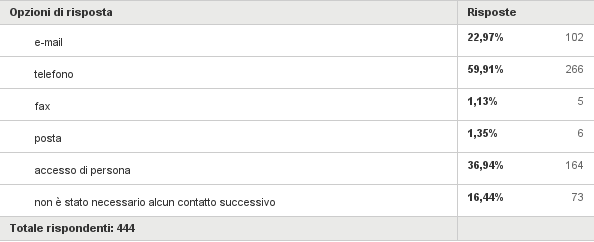 Opzioni di risposta Risposte
e-mail 22,97% 102
telefono 59,91% 266
fax 1,13% 5
posta 1,35% 6
accesso di persona 36,94% 164
non è stato necessario alcun contatto successivo 16,44% 73
Totale rispondenti: 444